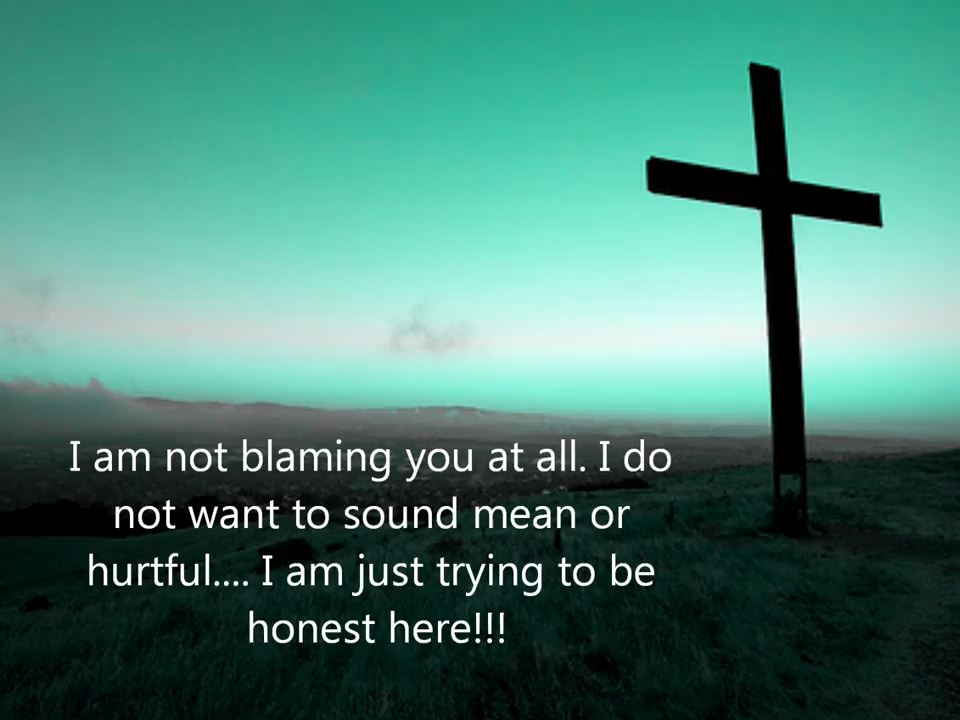 I am not blaming you at all. I do
not want to sound mean or
hurtful.... I am just trying to be
honest here!!!